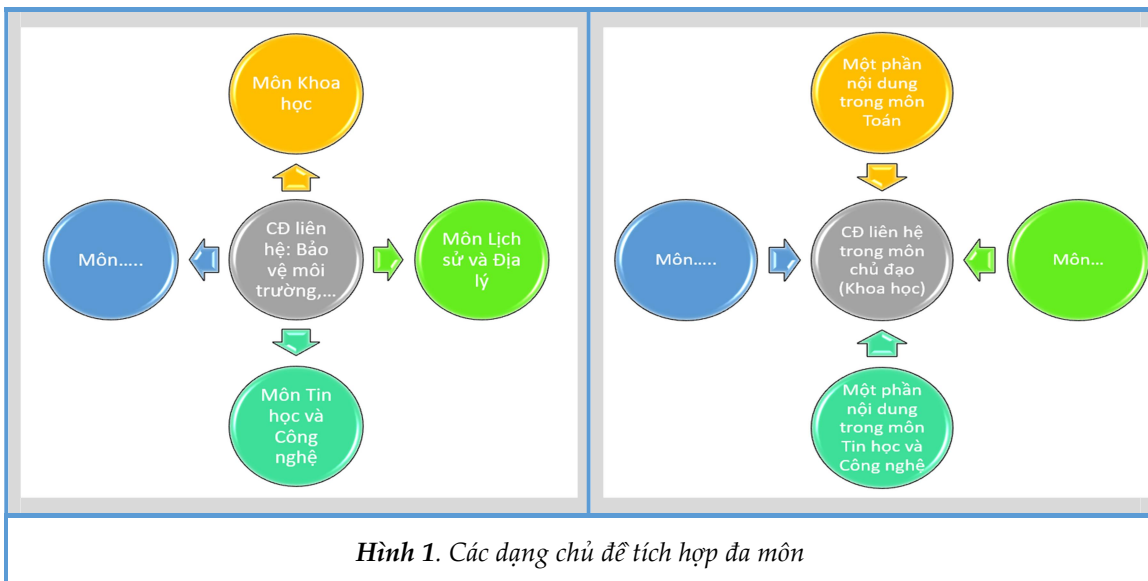 Môn Khoa
học
Môn.....
CĐ liên
hệ: Bảo
vệ môi
trường,...
Môn Lịch
sử và Địa
lý
Môn Tin
học và
Công
nghệ
Một phần
nội dung
trong môn
Toán
Môn.....
CĐ liên hệ
trong môn
chủ đạo
(Khoa học)
Môn...
Một phần
nội dung
trong môn
Tin học và
Công nghệ
Hình 1. Các dạng chủ đề tích hợp đa môn